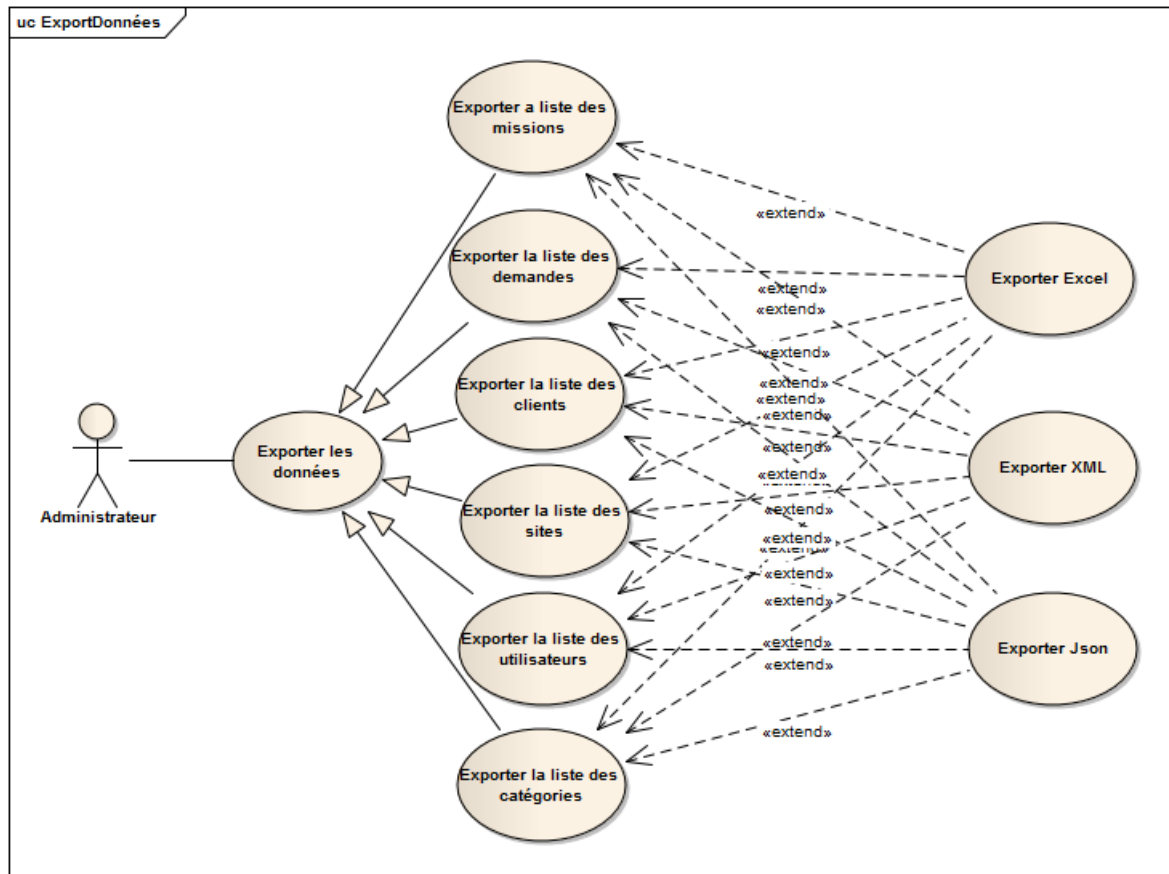 uc ExportDonnées
Exporter a liste des
missions
«extend»
Exporter la liste des
demandes
Exporter Excel
«extend»
«extend»
«extend»
Exporter la liste des
clients
«extend»
«extend»
«extend»
Exporter les
données
«extend»
Exporter XML
«extend»
Administrateur
Exporter la liste des
sites
«extend»
«extend»
«extend»
«extend»
Exporter la liste des
utilisateurs
«extend»
Exporter Json
«extend»
«extend»
Exporter la liste des
catégories